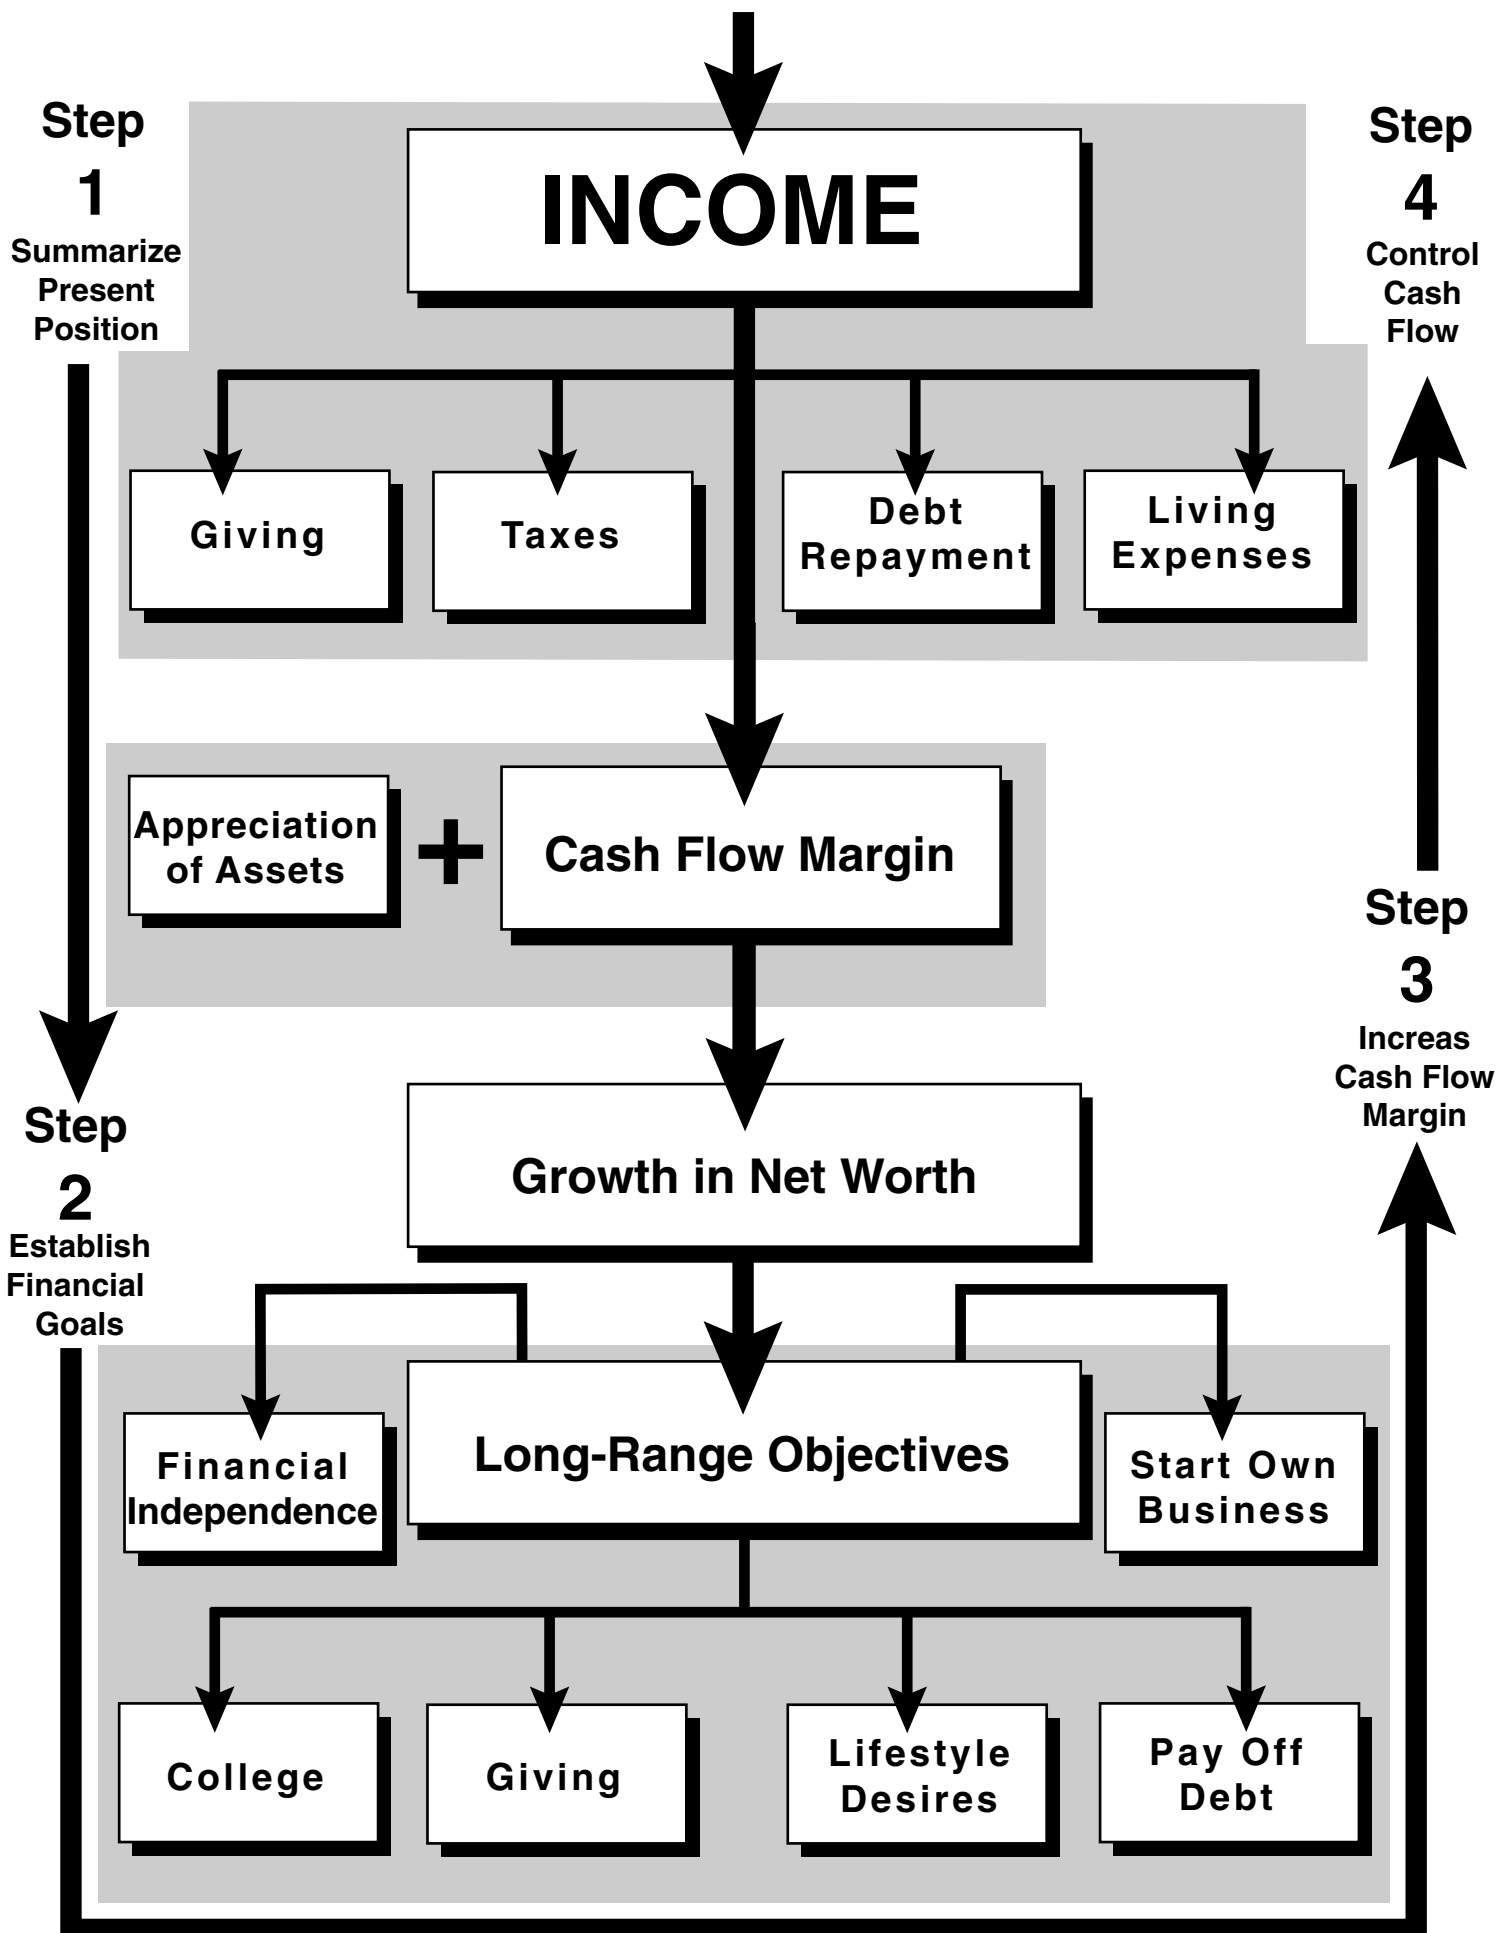 Step
1
Summarize
Present
Position
INCOME
Step
4
Control
Cash
Flow
Giving
Taxes
Debt
Repayment
Living
Expenses
Appreciation
of Assets
+
Cash Flow Margin
Step
3
Increas
Cash Flow
Margin
Step
2
Establish
Financial
Goals
Growth in Net Worth
Financial
Independence
Long-Range Objectives
Start Own
Business
College
Giving
Lifestyle
Desires
Pay Off
Debt